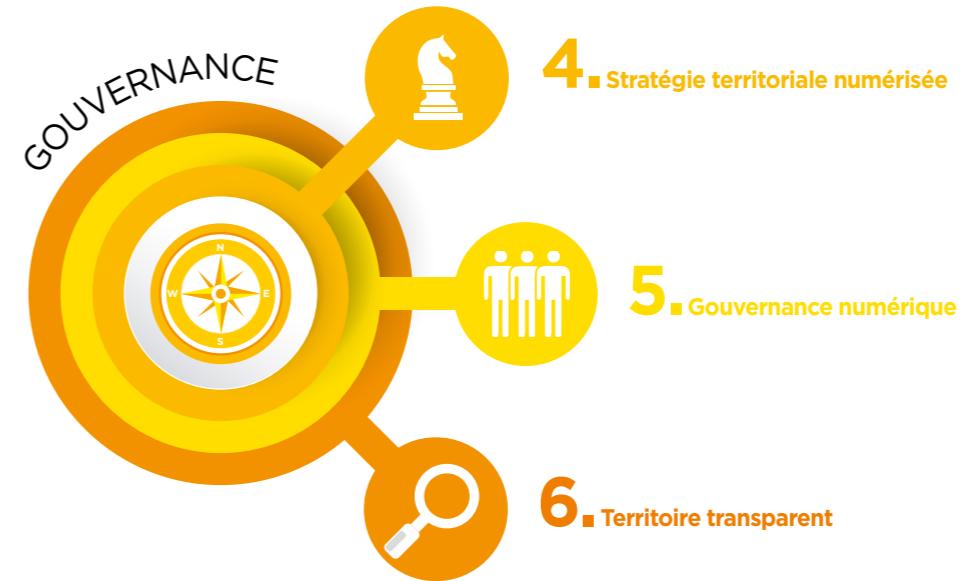 GOUVERNANCE
4. Stratégie territoriale numérisée
N
W E
S
5. Gouvernance numérique
6. Territoire transparent